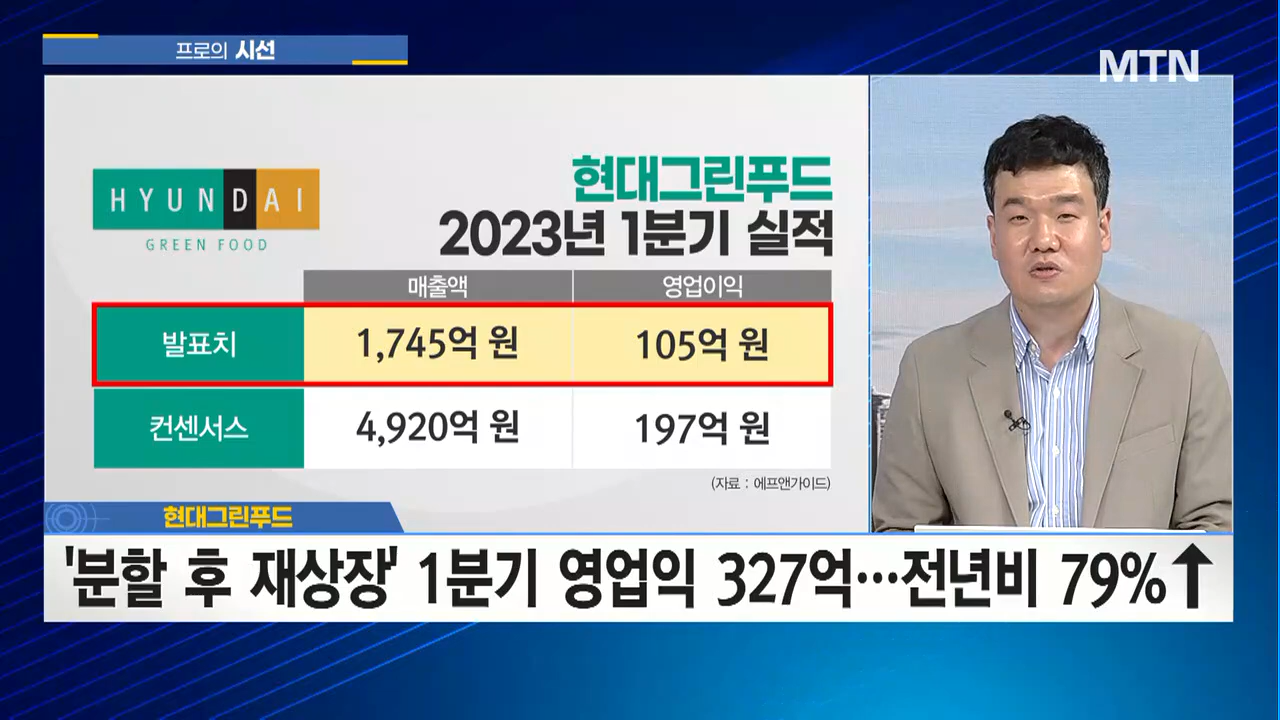 프로의 시선
MTN
HYUNDAI
GREEN FOOD
현대그린푸드
2023년 1분기 실적
매출액 영업이익
발표치 1,745억 원 105억 원
컨센서스 4,920억 원 197억 원
(자료 : 에프앤가이드)
현대그린푸드
'분할 후 재상장' 1분기 영업익 327억…전년비 79%↑